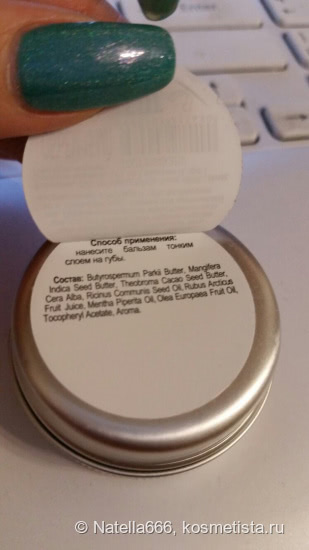 Способ применения:
нанесите бальзам тонким
слоем на губы.
Состав: Butyrospermum Parkii Butter, Mangifera
Indica Seed Butter, Theobroma Cacao Seed Butter,
Cera Alba, Ricinus Communis Seed Oil, Rubus Arcticus
Fruit Juice, Mentha Piperita Oil, Olea Europaea Fruit Oil,
Tocopheryl Acetate, Aroma.
© Natella666, kosmetista.ru